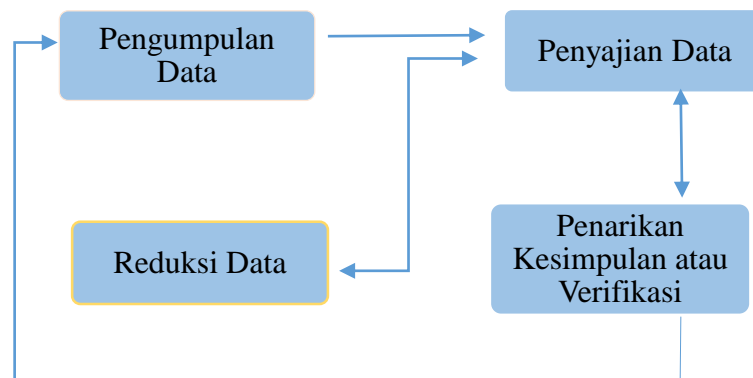 Pengumpulan
Data
Penyajian Data
Reduksi Data
Penarikan
Kesimpulan atau
Verifikasi